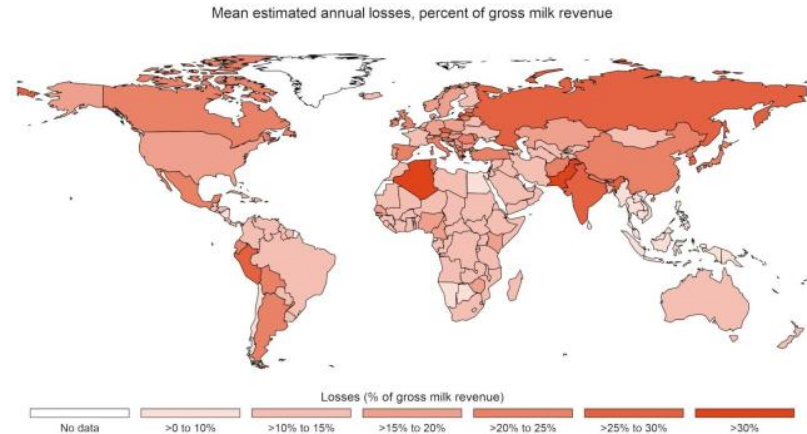 Mean estimated annual losses, percent of gross milk revenue
Losses (% of gross milk revenue)
No data
>0 to 10%
>10% to 15%
>15% to 20%
>20% to 25%
>25% to 30%
>30%